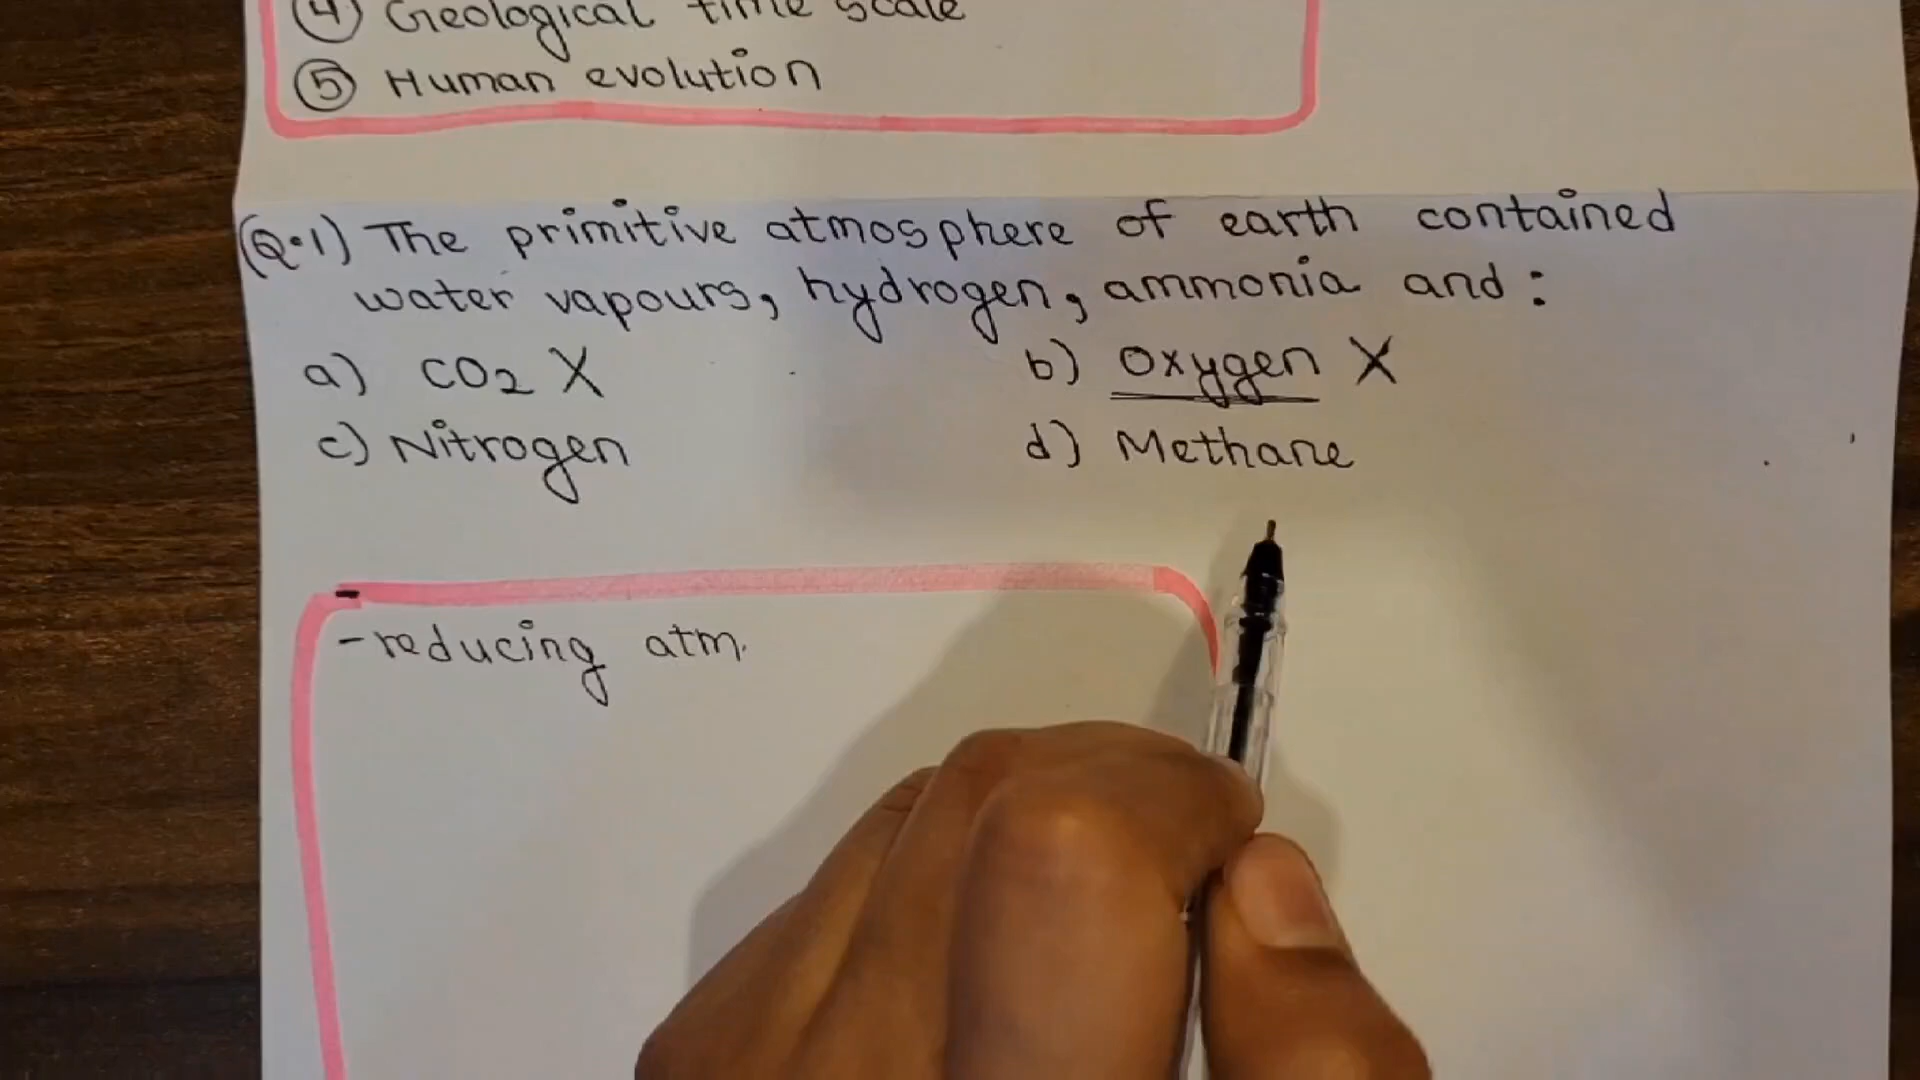 ④ Geological time scale
⑤ Human evolution
(Q.1) The primitive atmosphere of earth contained
water vapours, hydrogen, ammonia and :
a) CO2 X
b) Oxygen X
c) Nitrogen
d) Methane
- reducing atm.